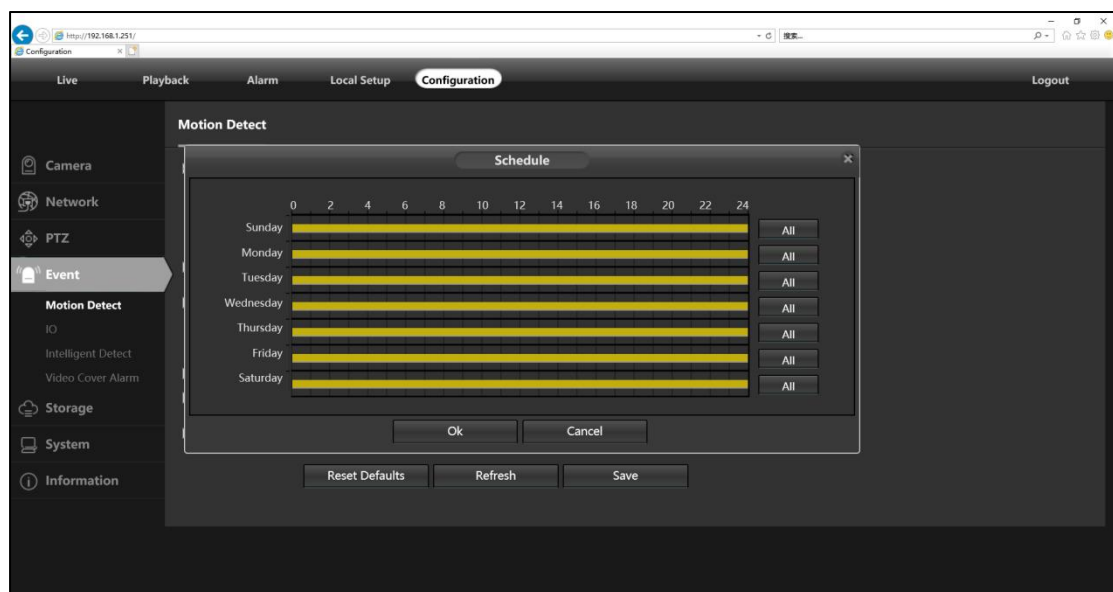 http://192.168.1.251/
搜索...
Configuration
Live Playback Alarm Local Setup Configuration Logout
Motion Detect
Schedule
Camera
Network
PTZ
Event
Motion Detect
IO
Intelligent Detect
Video Cover Alarm
Storage
System
Information
0 2 4 6 8 10 12 14 16 18 20 22 24
Sunday All
Monday All
Tuesday All
Wednesday All
Thursday All
Friday All
Saturday All
Ok Cancel
Reset Defaults Refresh Save